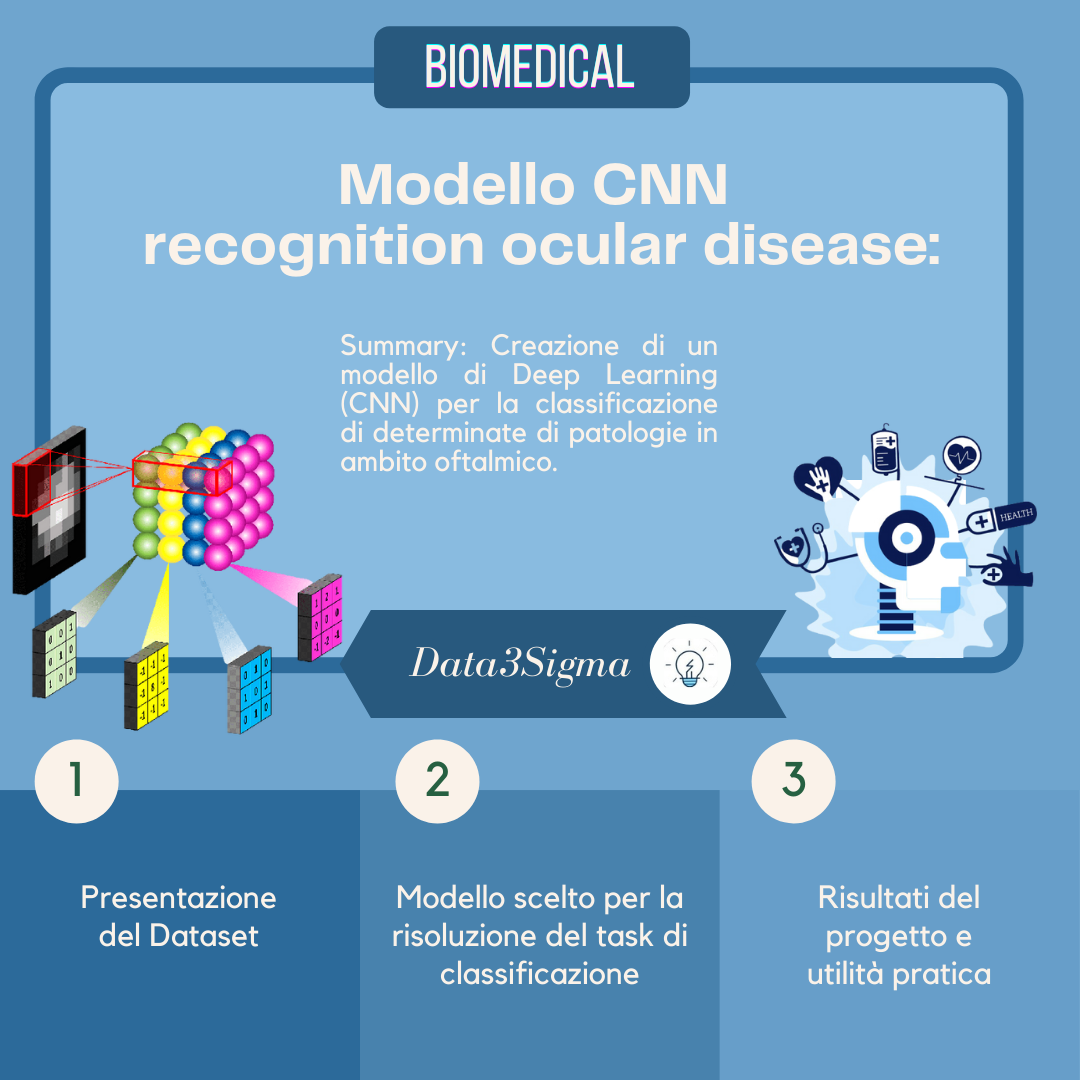 BIOMEDICAL
Modello CNN
recognition ocular disease:
Summary: Creazione di un
modello di Deep Learning
(CNN) per la classificazione
di determinate di patologie in
ambito oftalmico.
HEALTH
Data3Sigma
1
2
3
Presentazione
del Dataset
Modello scelto per la
risoluzione del task di
classificazione
Risultati del
progetto e
utilità pratica